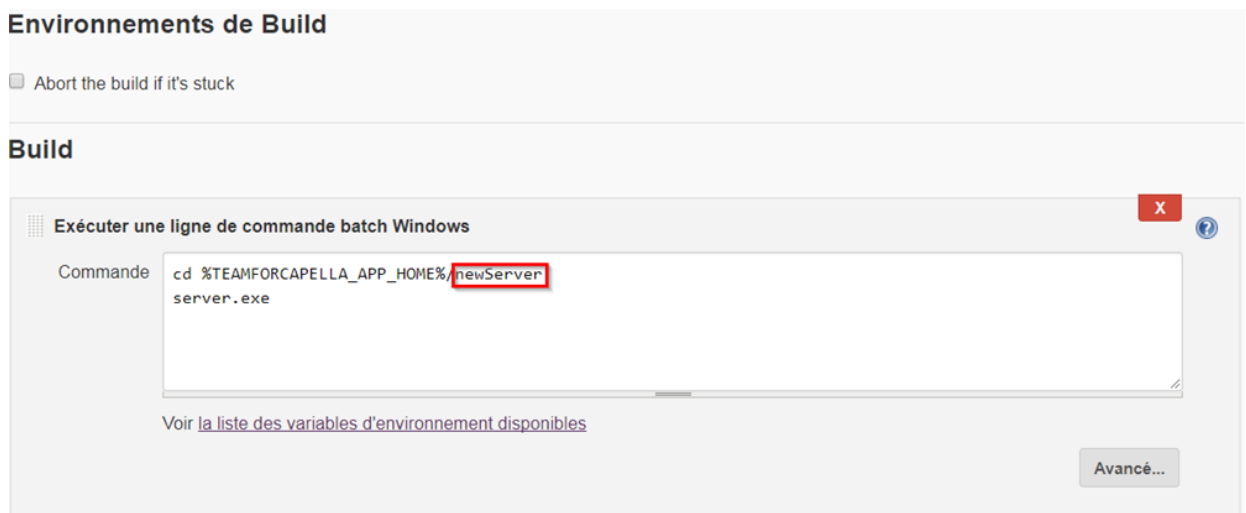 Environnements de Build
Abort the build if it's stuck
Build
X
Exécuter une ligne de commande batch Windows
?
Commande
cd %TEAMFORCAPELLA_APP_HOME%/newServer
server.exe
Voir la liste des variables d'environnement disponibles
Avancé...